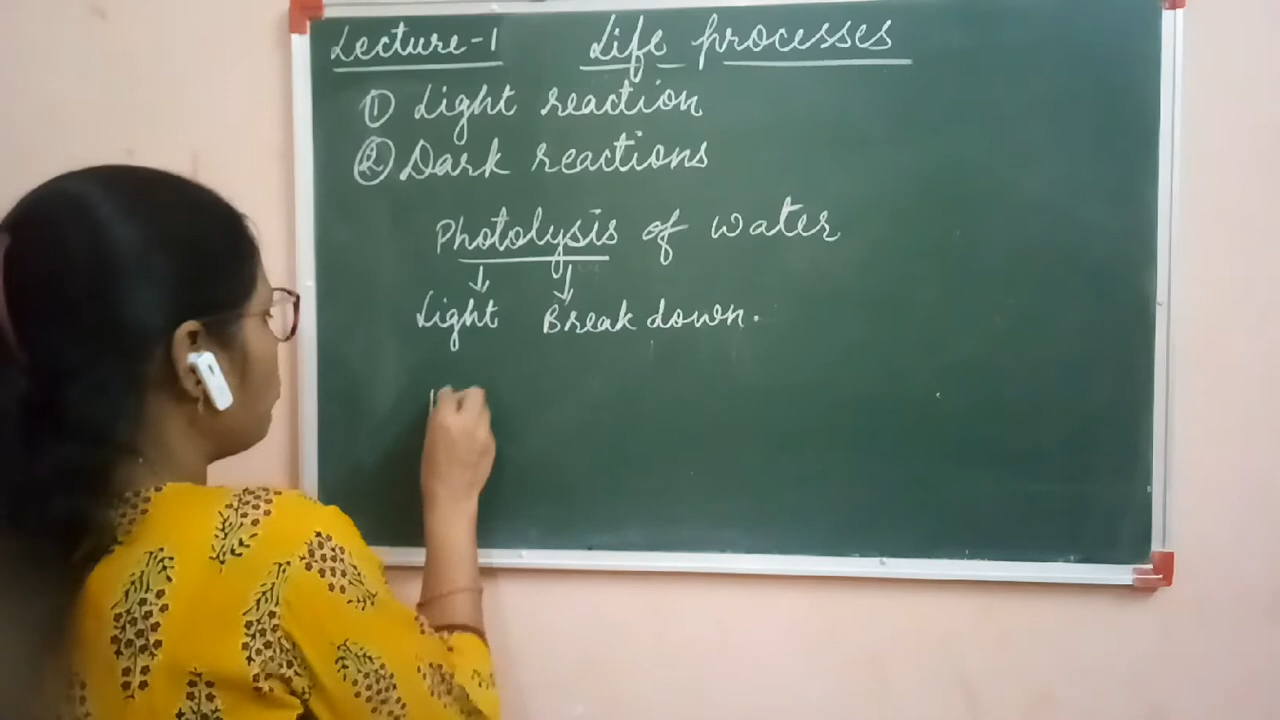 Lecture-1 Life processes
① Light reaction
② Dark reactions
Photolysis of water
↓ ↓
Light Break down.